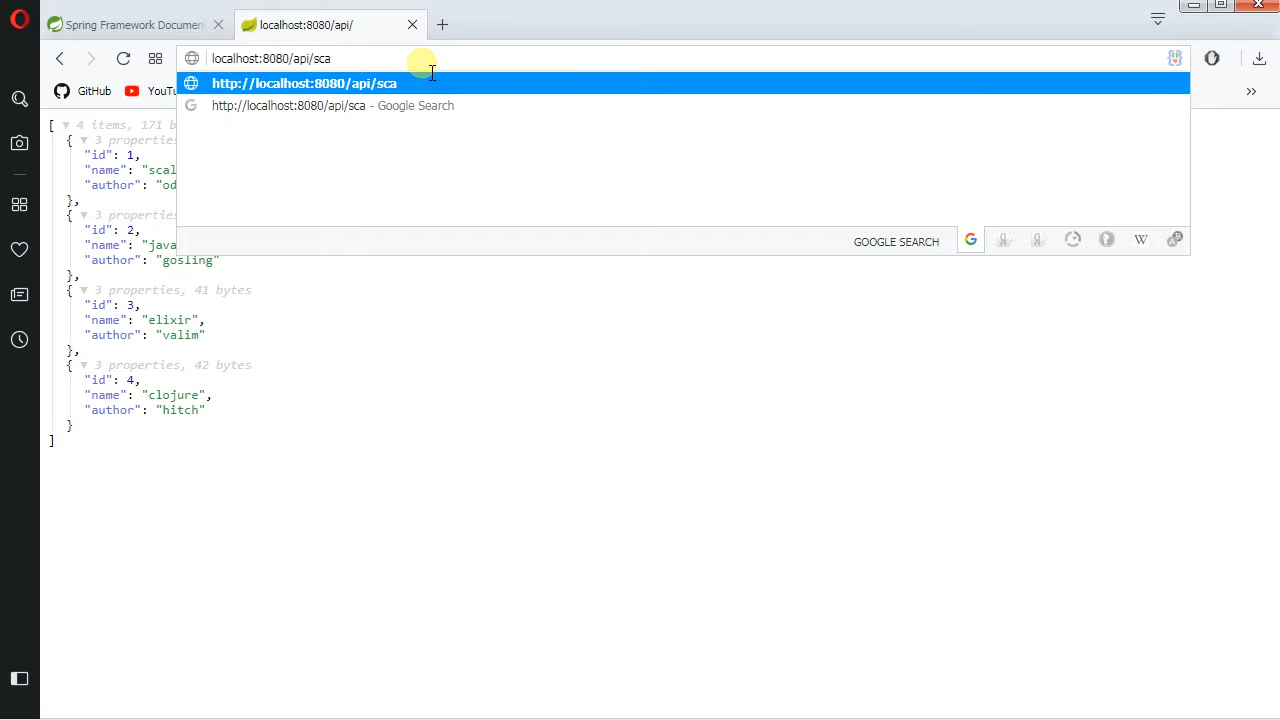 Spring Framework Documen
localhost:8080/api/
localhost:8080/api/sca
http://localhost:8080/api/sca
http://localhost:8080/api/sca - Google Search
GOOGLE SEARCH
GitHub
YouTu
[ ▼ 4 items, 171 b
{ ▼ 3 properties
"id": 1,
"name": "scal
"author": "od
},
{ ▼ 3 properties
"id": 2,
"name": "java
"author": "gosling"
},
{ ▼ 3 properties, 41 bytes
"id": 3,
"name": "elixir",
"author": "valim"
},
{ ▼ 3 properties, 42 bytes
"id": 4,
"name": "clojure",
"author": "hitch"
}
]